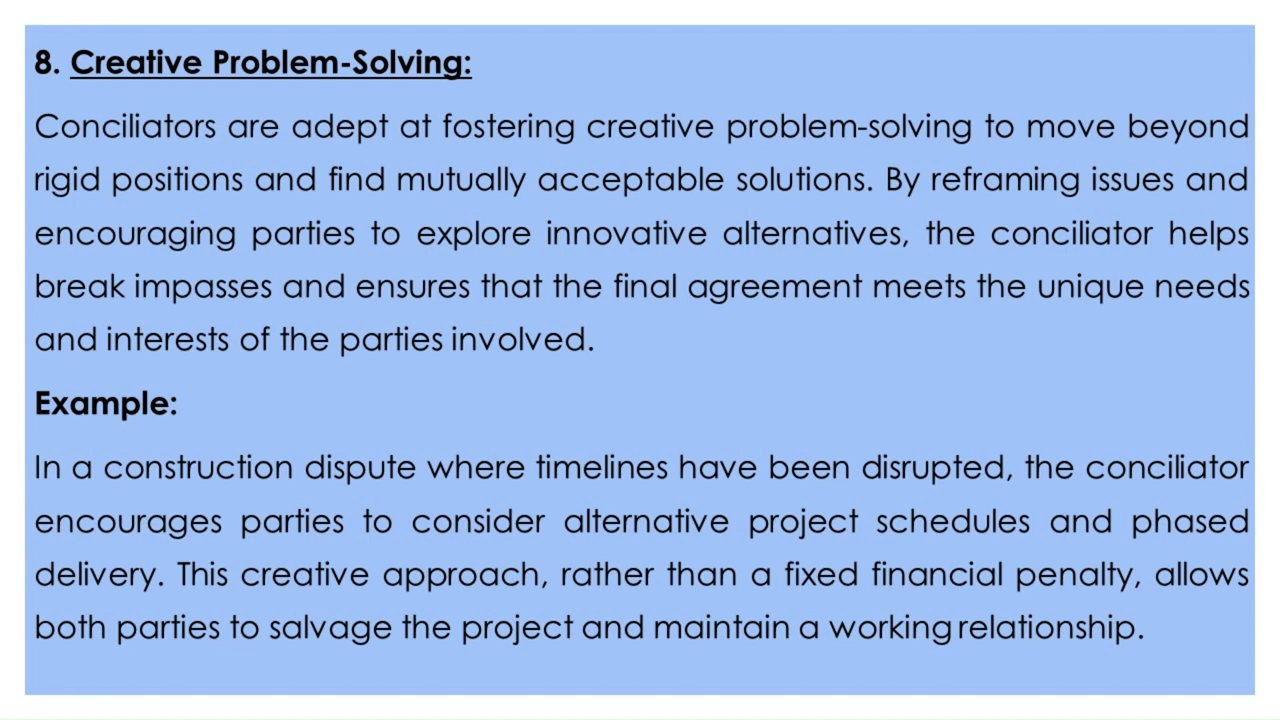 8. Creative Problem-Solving:
Conciliators are adept at fostering creative problem-solving to move beyond
rigid positions and find mutually acceptable solutions. By reframing issues and
encouraging parties to explore innovative alternatives, the conciliator helps
break impasses and ensures that the final agreement meets the unique needs
and interests of the parties involved.
Example:
In a construction dispute where timelines have been disrupted, the conciliator
encourages parties to consider alternative project schedules and phased
delivery. This creative approach, rather than a fixed financial penalty, allows
both parties to salvage the project and maintain a working relationship.